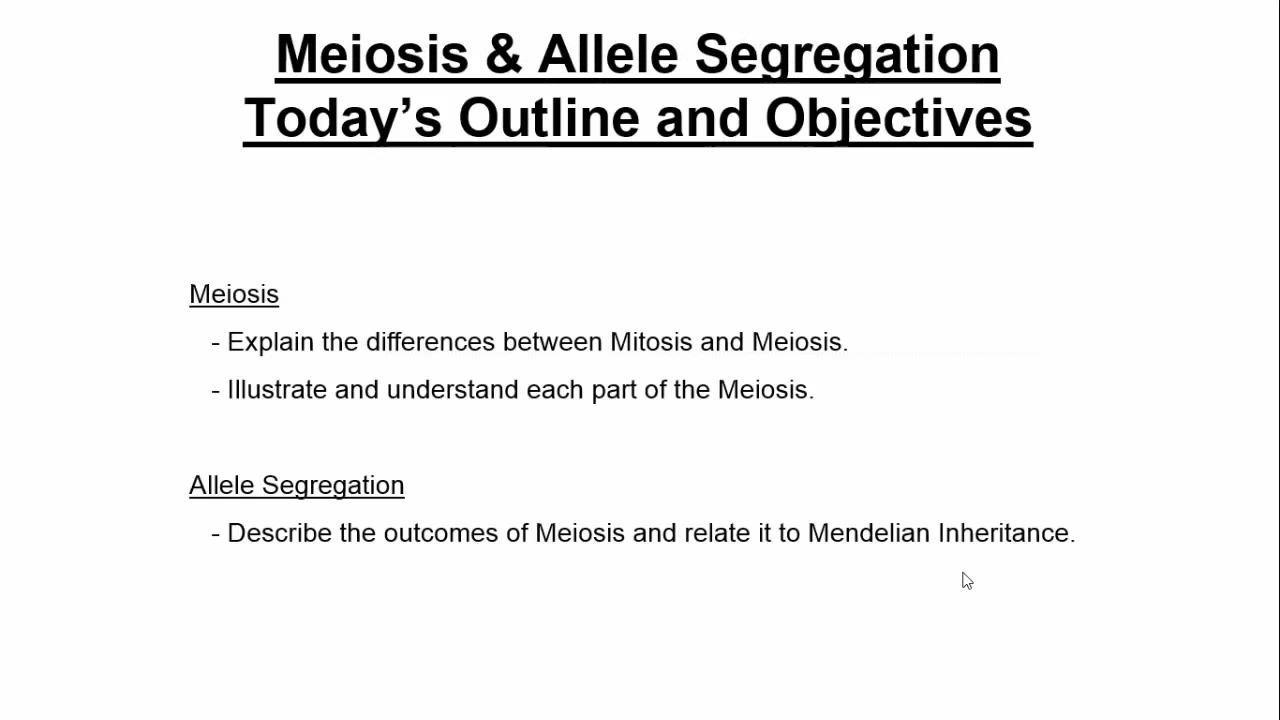 Meiosis & Allele Segregation
Today’s Outline and Objectives
Meiosis
- Explain the differences between Mitosis and Meiosis.
- Illustrate and understand each part of the Meiosis.
Allele Segregation
- Describe the outcomes of Meiosis and relate it to Mendelian Inheritance.